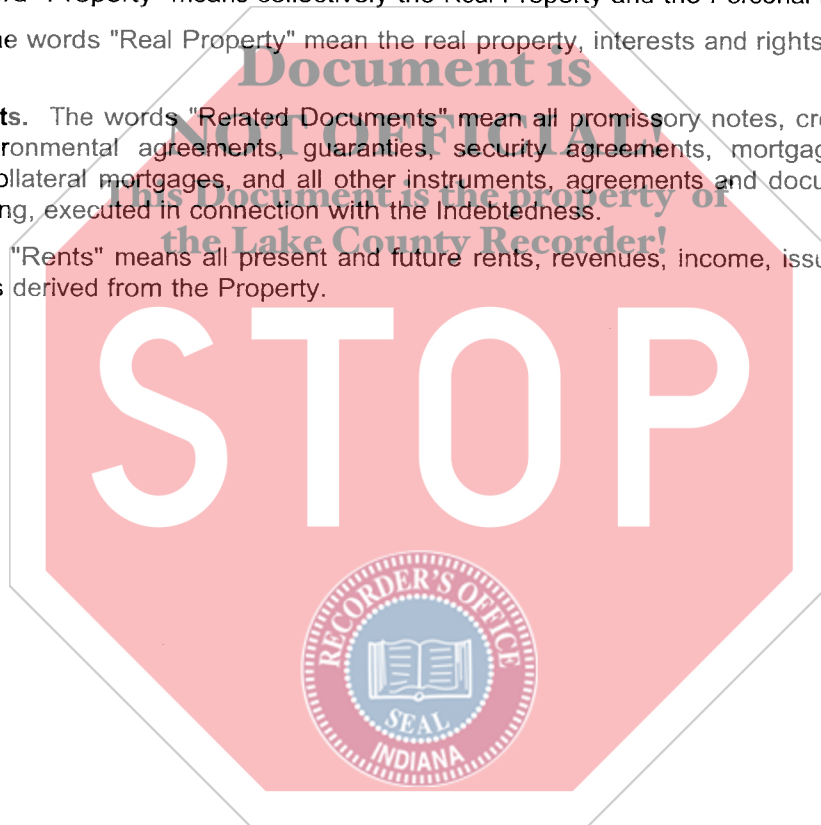 "Property" means collectively the Real Property and the Personal
he words "Real Property" mean the real property, interests and rights,
Document is
NOT OFFICIAL!
This Document is the property of
the Lake County Recorder!
ts. The words "Related Documents" mean all promissory notes, cre
ronmental agreements, guaranties, security agreements, mortgag
ollateral mortgages, and all other instruments, agreements and docu
ng, executed in connection with the Indebtedness.
"Rents" means all present and future rents, revenues, income, issu
s derived from the Property.
STOP
RECORDER'S OFFICE
SEAL
INDIANA